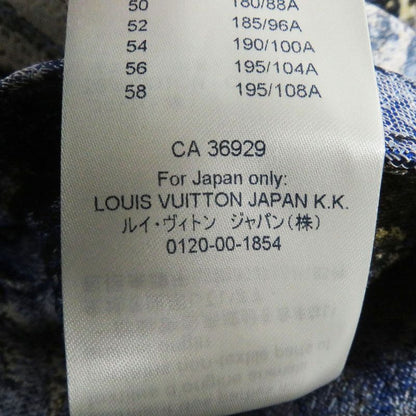 50 180/88A
52 185/96A
54 190/100A
56 195/104A
58 195/108A
CA 36929
For Japan only:
LOUIS VUITTON JAPAN K.K.
ルイ・ヴィトン ジャパン(株)
0120-00-1854